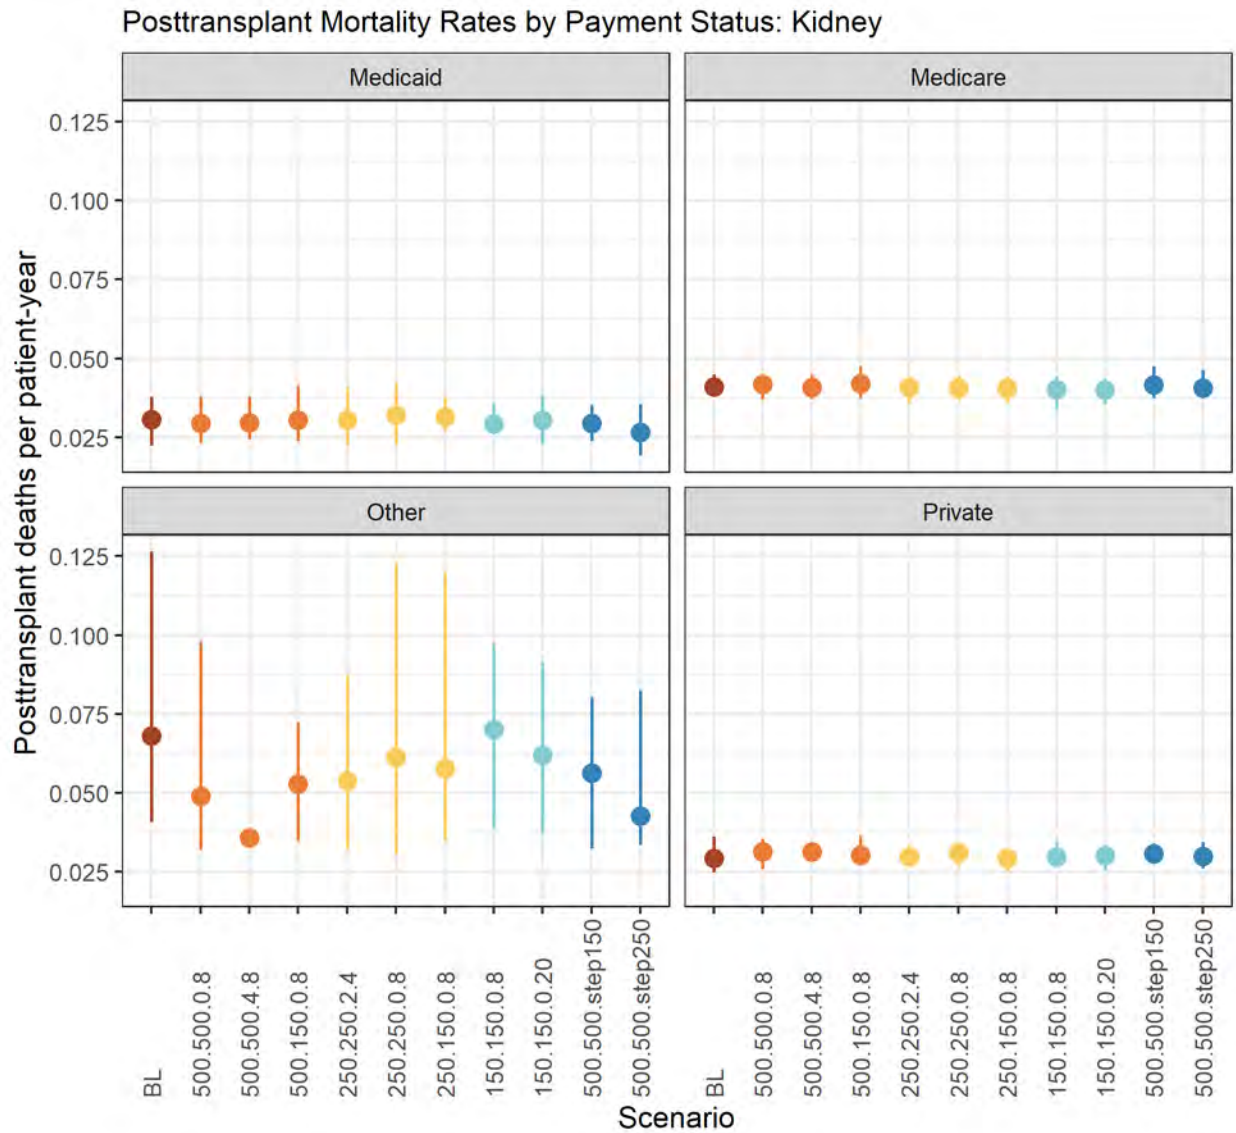 Posttransplant Mortality Rates by Payment Status: Kidney
Medicaid
Medicare
0.125
0.100
0.075
0.050
0.025
Other
Private
0.125
0.100
0.075
0.050
0.025
Posttransplant deaths per patient-year
BL
500.500.0.8
500.500.4.8
500.150.0.8
250.250.2.4
250.250.0.8
250.150.0.8
150.150.0.8
150.150.0.20
500.500.step150
500.500.step250
BL
500.500.0.8
500.500.4.8
500.150.0.8
250.250.2.4
250.250.0.8
250.150.0.8
150.150.0.8
150.150.0.20
500.500.step150
500.500.step250
Scenario